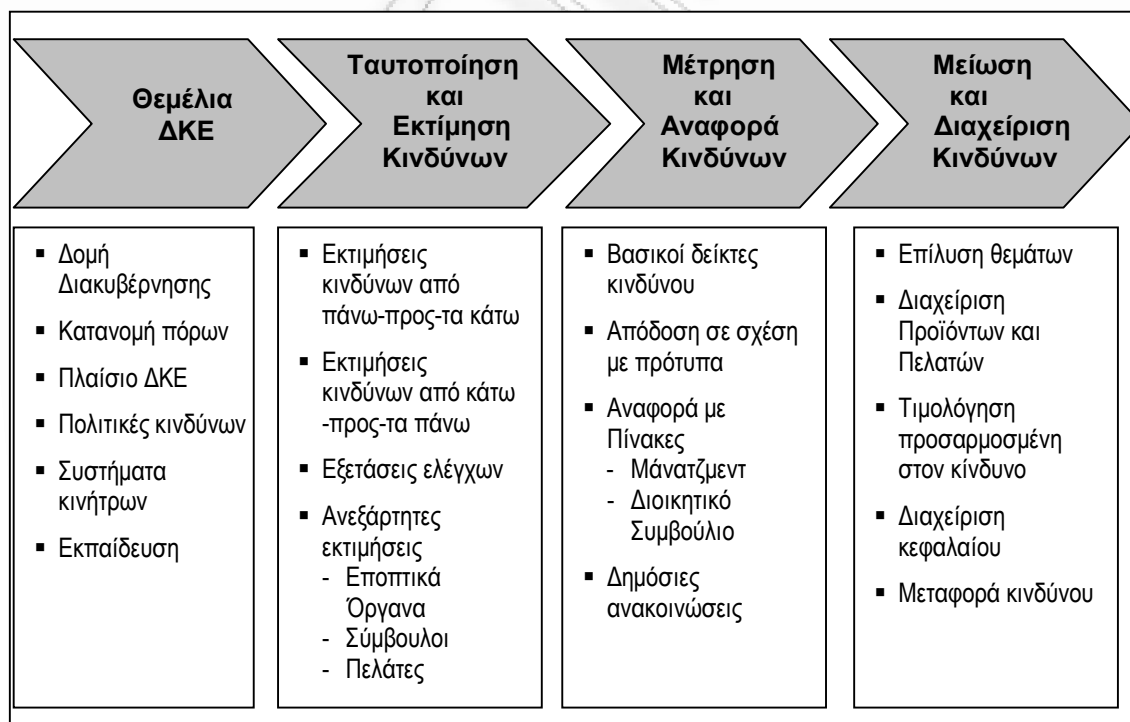 Θεμέλια
ΔΚΕ
Ταυτοποίηση
και
Εκτίμηση
Κινδύνων
Μέτρηση
και
Αναφορά
Κινδύνων
Μείωση
και
Διαχείριση
Κινδύνων
▪ Δομή
Διακυβέρνησης
▪ Κατανομή πόρων
▪ Πλαίσιο ΔΚΕ
▪ Πολιτικές κινδύνων
▪ Συστήματα
κινήτρων
▪ Εκπαίδευση
▪ Εκτιμήσεις
κινδύνων από
πάνω-προς-τα κάτω
▪ Εκτιμήσεις
κινδύνων από κάτω
-προς-τα πάνω
▪ Εξετάσεις ελέγχων
▪ Ανεξάρτητες
εκτιμήσεις
- Εποπτικά
Όργανα
- Σύμβουλοι
- Πελάτες
▪ Βασικοί δείκτες
κινδύνου
▪ Απόδοση σε σχέση
με πρότυπα
▪ Αναφορά με
Πίνακες
- Μάνατζμεντ
- Διοικητικό
Συμβούλιο
▪ Δημόσιες
ανακοινώσεις
▪ Επίλυση θεμάτων
▪ Διαχείριση
Προϊόντων και
Πελατών
▪ Τιμολόγηση
προσαρμοσμένη
στον κίνδυνο
▪ Διαχείριση
κεφαλαίου
▪ Μεταφορά κινδύνου